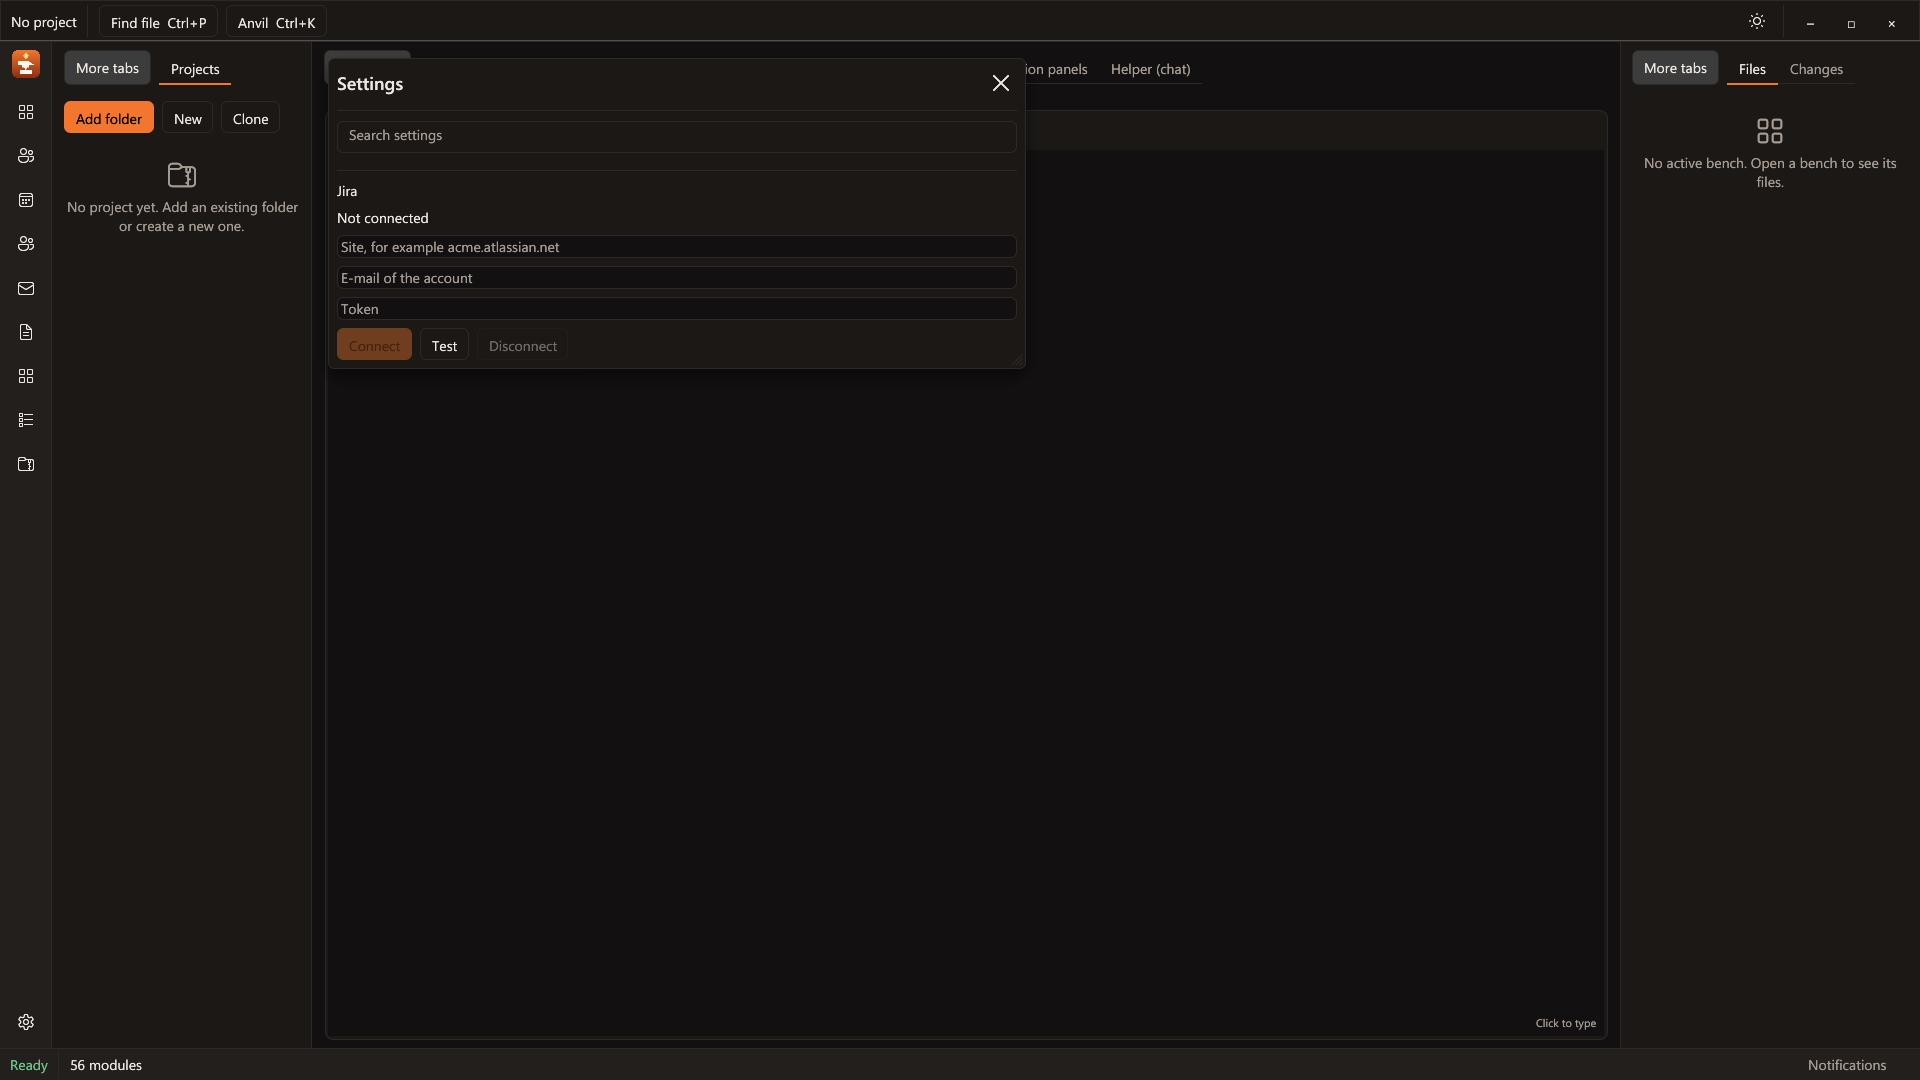 No project
Find file Ctrl+P
Anvil Ctrl+K
More tabs
Projects
Add folder
New
Clone
No project yet. Add an existing folder
or create a new one.
Settings
Search settings
Jira
Not connected
Site, for example acme.atlassian.net
E-mail of the account
Token
Connect
Test
Disconnect
ion panels
Helper (chat)
Click to type
More tabs
Files
Changes
No active bench. Open a bench to see its
files.
Ready
56 modules
Notifications